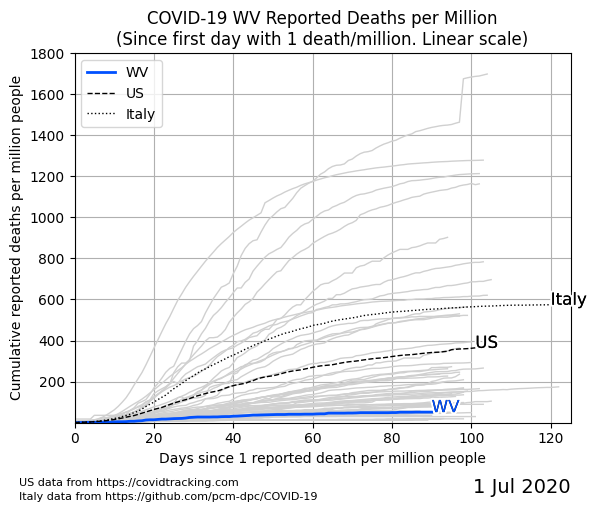 COVID-19 WV Reported Deaths per Million
(Since first day with 1 death/million. Linear scale)
Cumulative reported deaths per million people
1800
1600
1400
1200
1000
800
600
400
200
WV
US
Italy
Italy
US
WV
0 20 40 60 80 100 120
Days since 1 reported death per million people
US data from https://covidtracking.com
Italy data from https://github.com/pcm-dpc/COVID-19
1 Jul 2020